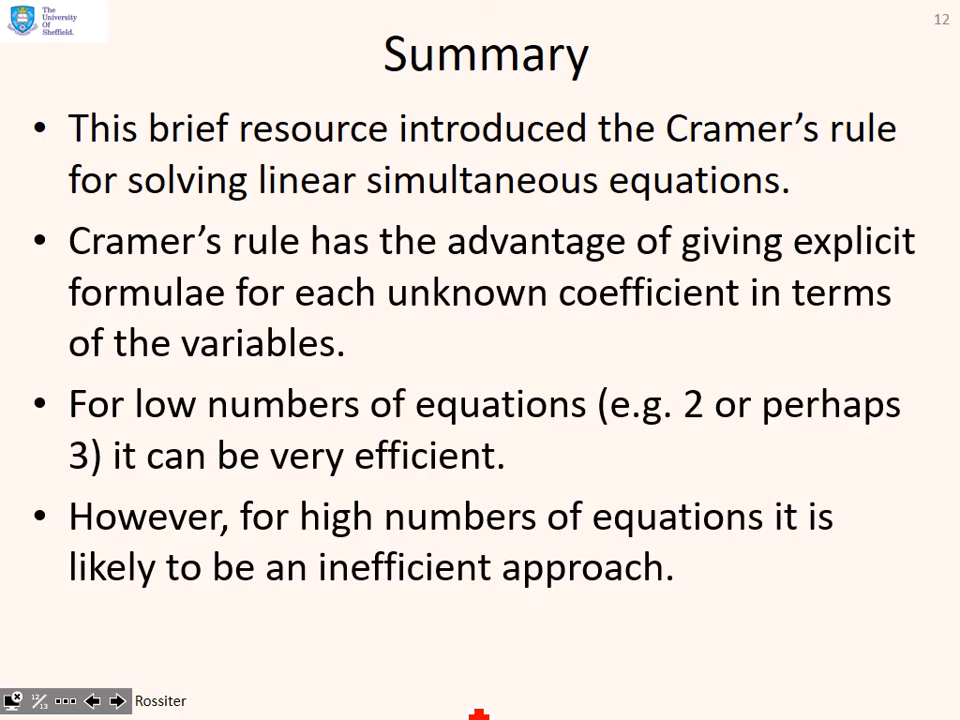 The
University
Of
Sheffield.
12
Summary
• This brief resource introduced the Cramer’s rule
for solving linear simultaneous equations.
• Cramer’s rule has the advantage of giving explicit
formulae for each unknown coefficient in terms
of the variables.
• For low numbers of equations (e.g. 2 or perhaps
3) it can be very efficient.
• However, for high numbers of equations it is
likely to be an inefficient approach.
12/13
Rossiter